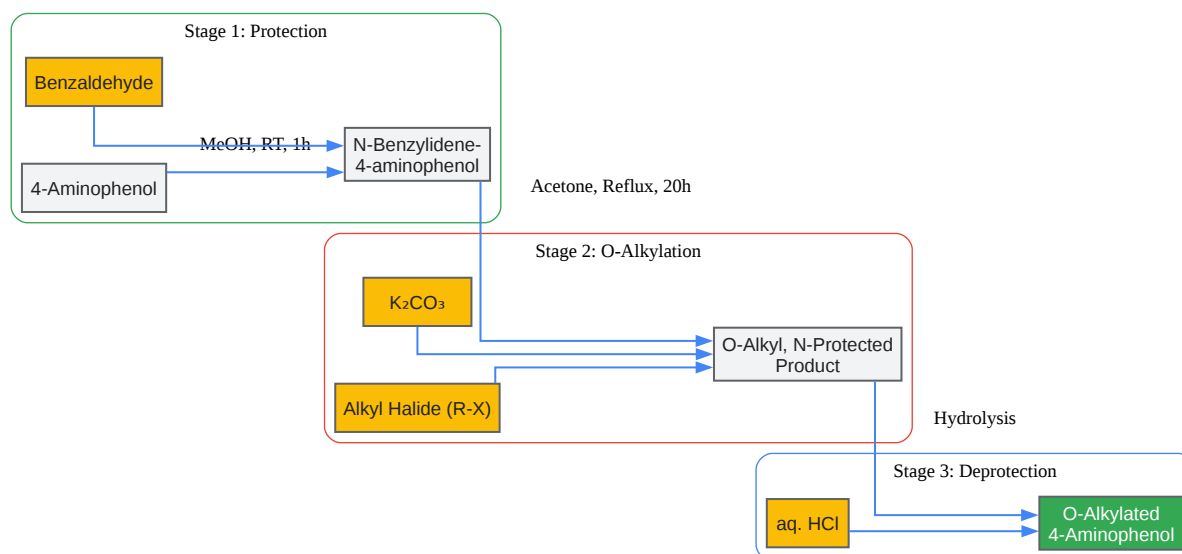 Stage 1: Protection
Benzaldehyde
MeOH, RT, 1h
N-Benzylidene-
4-aminophenol
4-Aminophenol
Acetone, Reflux, 20h
Stage 2: O-Alkylation
K₂CO₃
O-Alkyl, N-Protected
Product
Alkyl Halide (R-X)
Hydrolysis
Stage 3: Deprotection
aq. HCl
O-Alkylated
4-Aminophenol